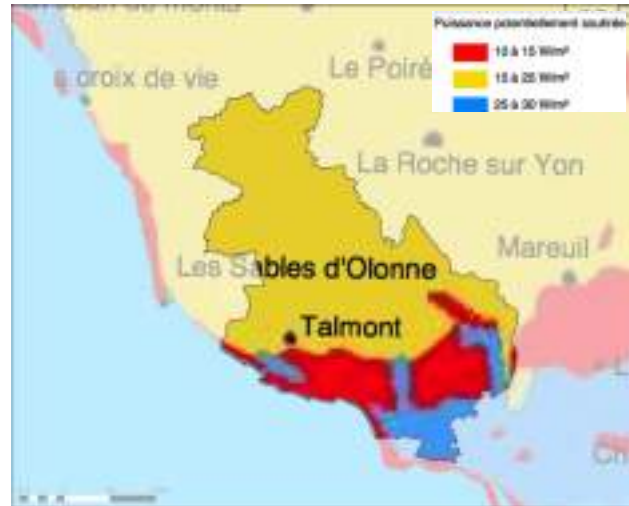 Puissance potentiellement soutirée
10 à 15 W/m²
15 à 25 W/m²
25 à 30 W/m²
croix de vie
Le Poiré
La Roche sur Yon
Les Sables d'Olonne
Mareuil
Talmont